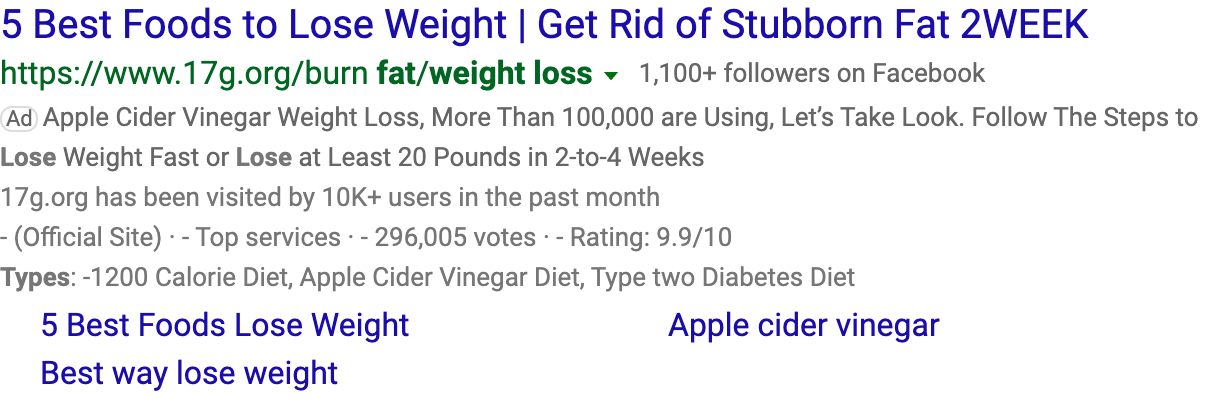 5 Best Foods to Lose Weight | Get Rid of Stubborn Fat 2WEEK
https://www.17g.org/burn fat/weight loss ▾ 1,100+ followers on Facebook
Ad Apple Cider Vinegar Weight Loss, More Than 100,000 are Using, Let’s Take Look. Follow The Steps to
Lose Weight Fast or Lose at Least 20 Pounds in 2-to-4 Weeks
17g.org has been visited by 10K+ users in the past month
- (Official Site) · - Top services · - 296,005 votes · - Rating: 9.9/10
Types: -1200 Calorie Diet, Apple Cider Vinegar Diet, Type two Diabetes Diet
5 Best Foods Lose Weight Apple cider vinegar
Best way lose weight